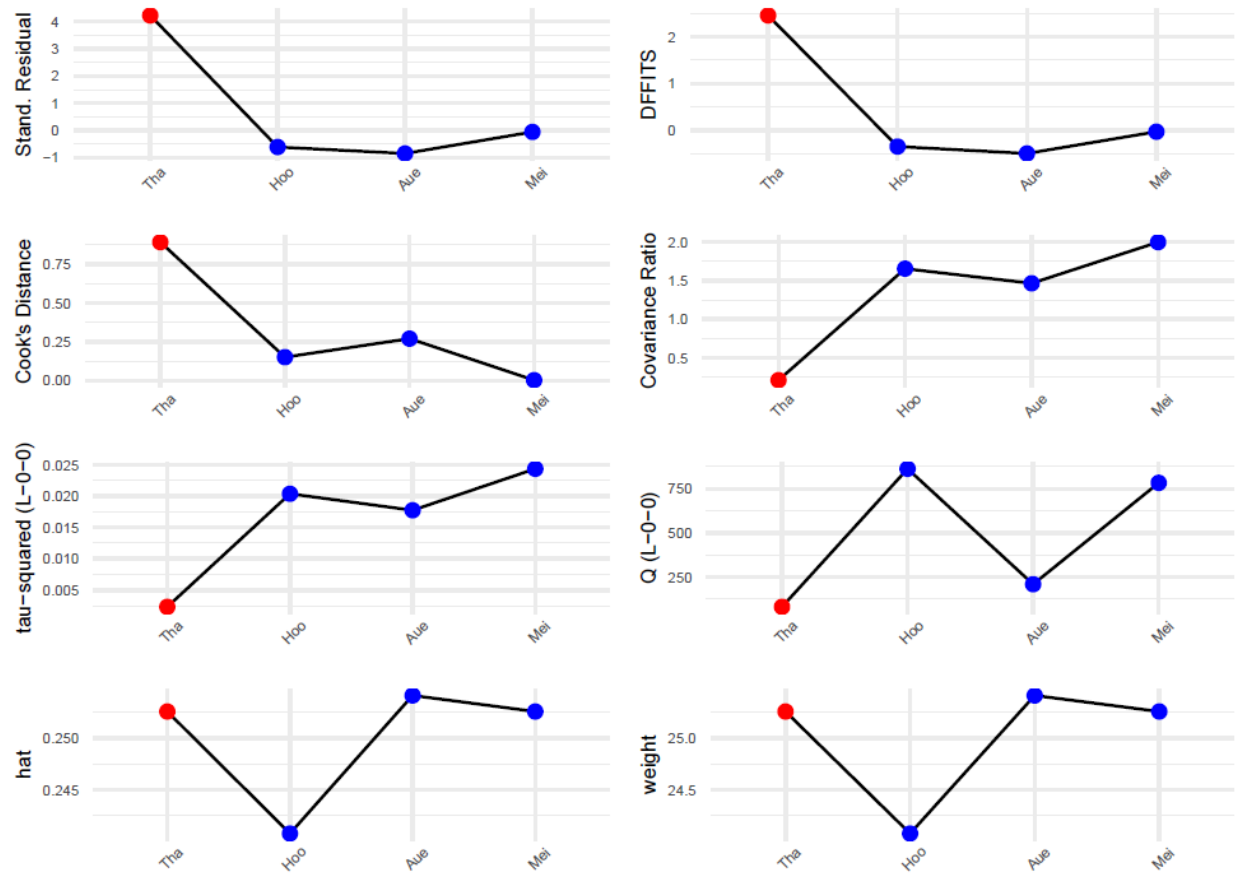 Stand. Residual
4
3
2
1
0
−1
Tha
Hoo
Aue
Mei
DFFITS
2
1
0
Tha
Hoo
Aue
Mei
Cook's Distance
0.75
0.50
0.25
0.00
Tha
Hoo
Aue
Mei
Covariance Ratio
2.0
1.5
1.0
0.5
Tha
Hoo
Aue
Mei
tau−squared (L−0−0)
0.025
0.020
0.015
0.010
0.005
Tha
Hoo
Aue
Mei
Q (L−0−0)
750
500
250
Tha
Hoo
Aue
Mei
hat
0.250
0.245
Tha
Hoo
Aue
Mei
weight
25.0
24.5
Tha
Hoo
Aue
Mei